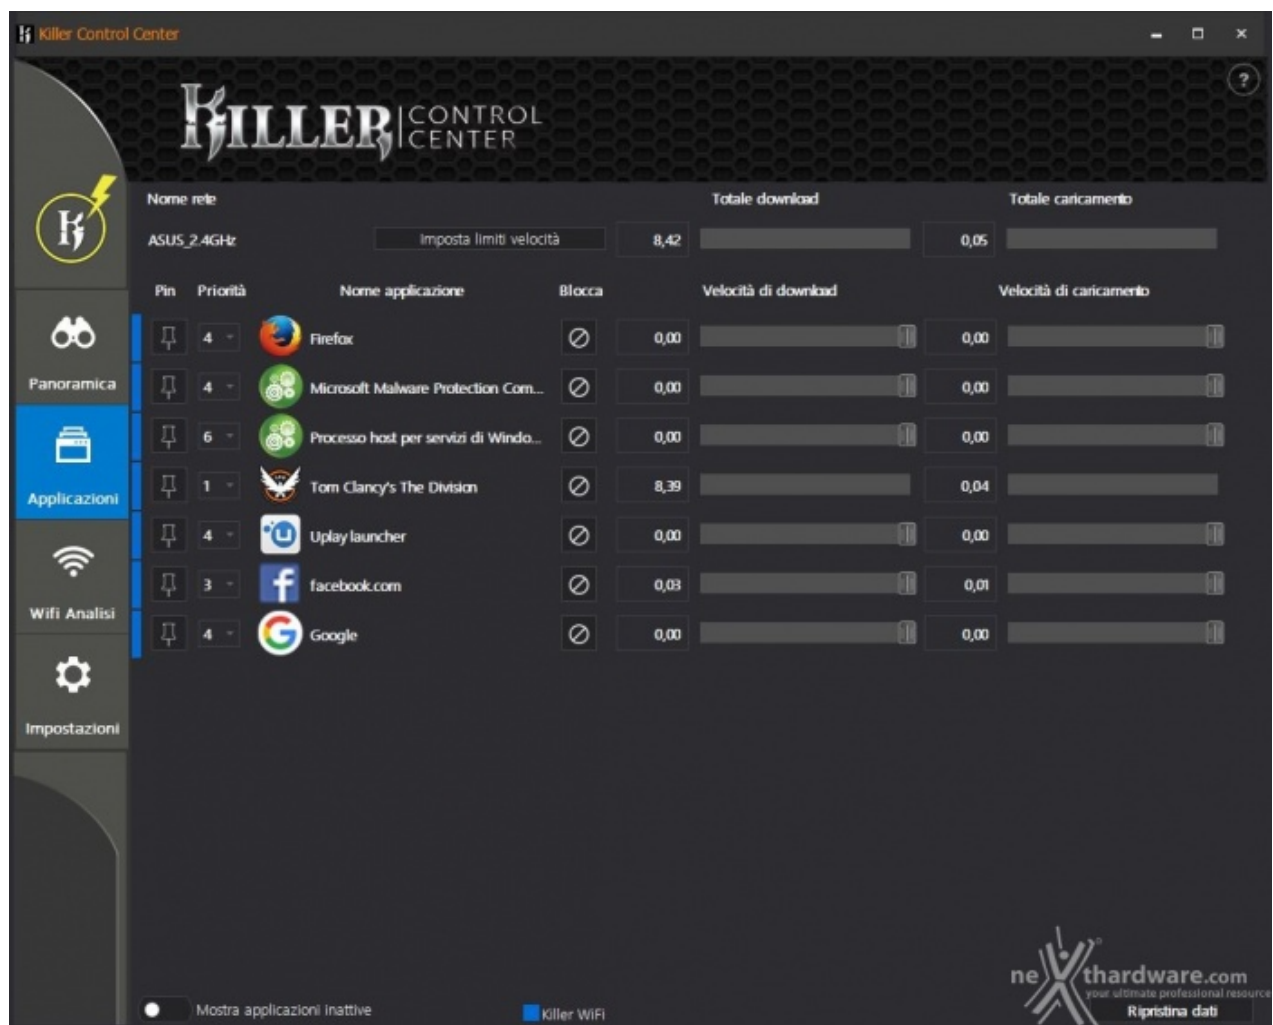 Killer Control Center
KILLER CONTROL CENTER
?
Nome rete Totale download Totale caricamento
ASUS_2.4GHz Imposta limiti velocità 8,42 0,05
Pin Priorità Nome applicazione Blocca Velocità di download Velocità di caricamento
4 Firefox 0,00 0,00
4 Microsoft Malware Protection Com... 0,00 0,00
6 Processo host per servizi di Windo... 0,00 0,00
1 Tom Clancy's The Division 8,39 0,04
4 Uplay launcher 0,00 0,00
3 facebook.com 0,03 0,01
4 Google 0,00 0,00
Panoramica
Applicazioni
Wifi Analisi
Impostazioni
Mostra applicazioni inattive
Killer WiFi
nexthardware.com
your ultimate professional resource
Ripristina dati